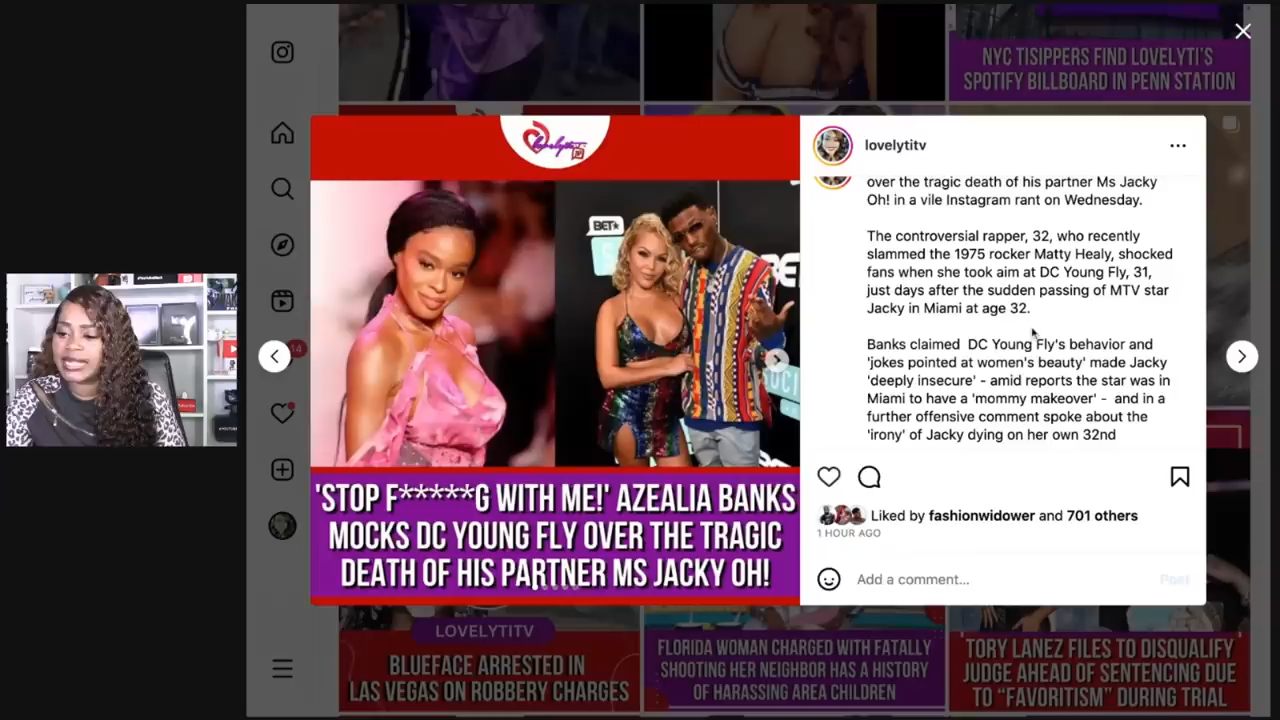 NYC TISIPPERS FIND LOVELYTI'S
SPOTIFY BILLBOARD IN PENN STATION
lovelytitv
over the tragic death of his partner Ms Jacky
Oh! in a vile Instagram rant on Wednesday.
The controversial rapper, 32, who recently
slammed the 1975 rocker Matty Healy, shocked
fans when she took aim at DC Young Fly, 31,
just days after the sudden passing of MTV star
Jacky in Miami at age 32.
Banks claimed DC Young Fly's behavior and
'jokes pointed at women's beauty' made Jacky
'deeply insecure' - amid reports the star was in
Miami to have a 'mommy makeover' - and in a
further offensive comment spoke about the
'irony' of Jacky dying on her own 32nd
BET
'STOP F*****G WITH ME!' AZEALIA BANKS
MOCKS DC YOUNG FLY OVER THE TRAGIC
DEATH OF HIS PARTNER MS JACKY OH!
Liked by fashionwidower and 701 others
1 HOUR AGO
Add a comment...
Post
LOVELYTITV
BLUEFACE ARRESTED IN
LAS VEGAS ON ROBBERY CHARGES
FLORIDA WOMAN CHARGED WITH FATALLY
SHOOTING HER NEIGHBOR HAS A HISTORY
OF HARASSING AREA CHILDREN
TORY LANEZ FILES TO DISQUALIFY
JUDGE AHEAD OF SENTENCING DUE
TO "FAVORITISM" DURING TRIAL